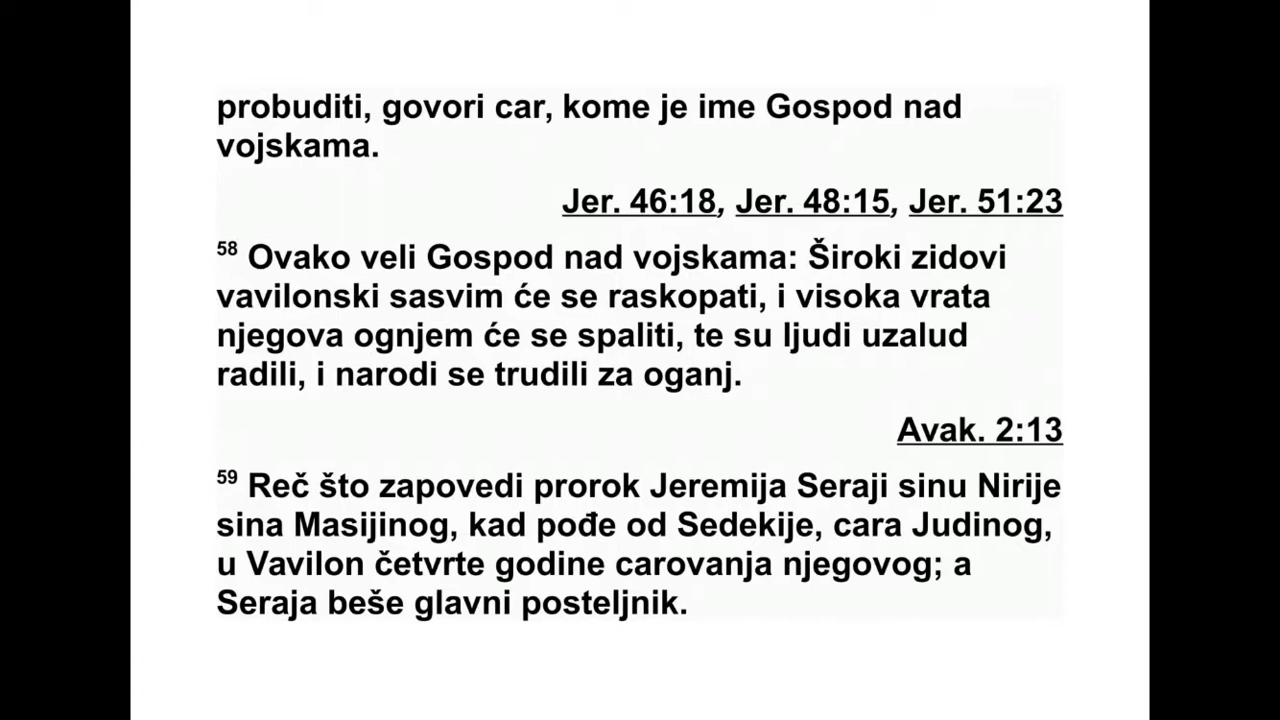 probuditi, govori car, kome je ime Gospod nad
vojskama.
Jer. 46:18, Jer. 48:15, Jer. 51:23
58 Ovako veli Gospod nad vojskama: Široki zidovi
vavilonski sasvim će se raskopati, i visoka vrata
njegova ognjem će se spaliti, te su ljudi uzalud
radili, i narodi se trudili za oganj.
Avak. 2:13
59 Reč što zapovedi prorok Jeremija Seraji sinu Nirije
sina Masijinog, kad pođe od Sedekije, cara Judinog,
u Vavilon četvrte godine carovanja njegovog; a
Seraja beše glavni posteljnik.